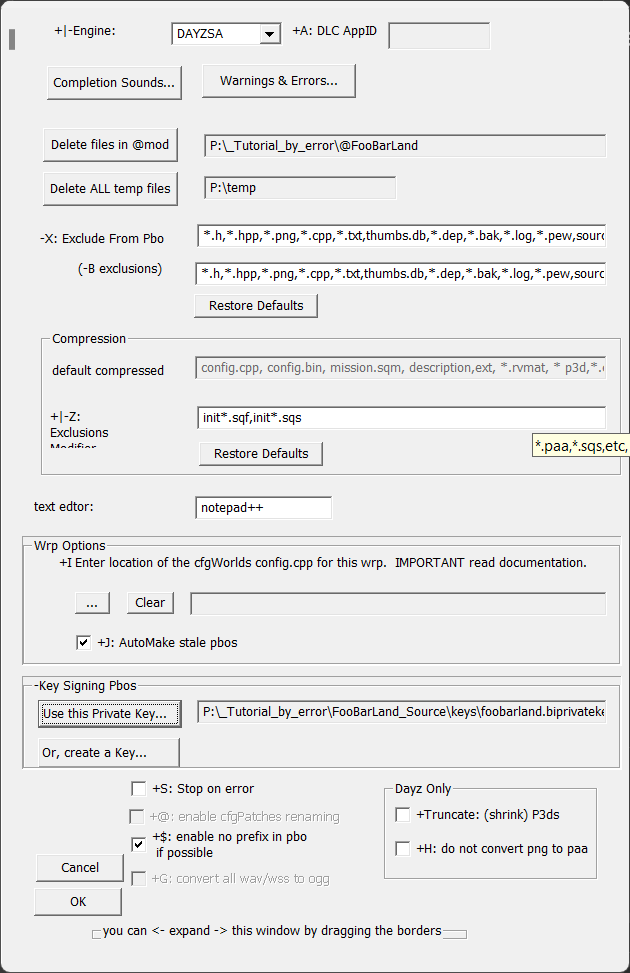 +|-Engine: DAYZSA +A: DLC AppID
Completion Sounds... Warnings & Errors...
Delete files in @mod P:\_Tutorial_by_error\@FooBarLand
Delete ALL temp files P:\temp
-X: Exclude From Pbo *.h,*.hpp,*.png,*.cpp,*.txt,thumbs.db,*.dep,*.bak,*.log,*.pew,sourc
(-B exclusions) *.h,*.hpp,*.png,*.cpp,*.txt,thumbs.db,*.dep,*.bak,*.log,*.pew,sourc
Restore Defaults
Compression
default compressed config.cpp, config.bin, mission.sqm, description,ext, *.rvmat, * p3d,*.
+|-Z: init*.sqf,init*.sqs
Exclusions
Modifier
*.paa,*.sqs,etc,
Restore Defaults
text edtor: notepad++
Wrp Options
+I Enter location of the cfgWorlds config.cpp for this wrp. IMPORTANT read documentation.
... Clear
+J: AutoMake stale pbos
-Key Signing Pbos
Use this Private Key... P:\_Tutorial_by_error\FooBarLand_Source\keys\foobarland.biprivateke
Or, create a Key...
+S: Stop on error
+@: enable cfgPatches renaming
+$: enable no prefix in pbo
if possible
+G: convert all wav/wss to ogg
Dayz Only
+Truncate: (shrink) P3ds
+H: do not convert png to paa
Cancel
OK
you can <- expand -> this window by dragging the borders